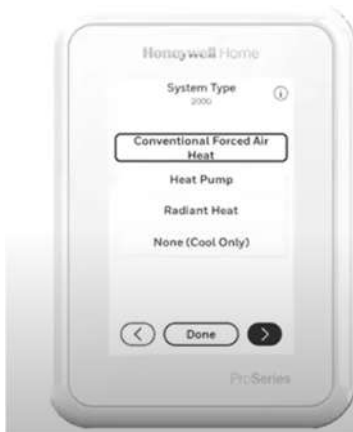 Honeywell Home
System Type
2000
Conventional Forced Air
Heat
Heat Pump
Radiant Heat
None (Cool Only)
Done
ProSeries